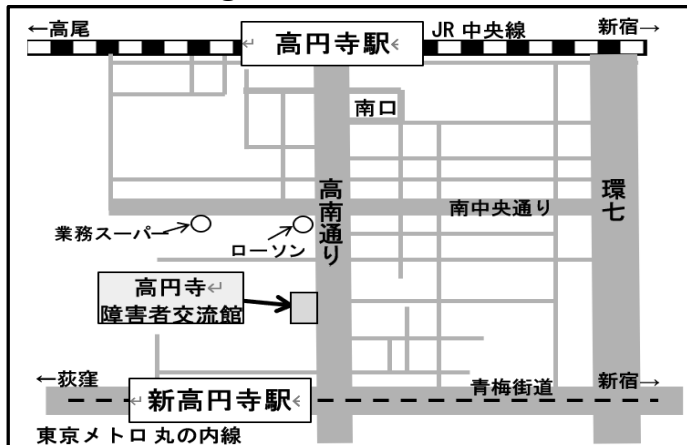 ←高尾
高円寺駅
JR 中央線
新宿→
南口
高南通り
環七
南中央通り
業務スーパー
ローソン
高円寺
障害者交流館
←荻窪
新高円寺駅
青梅街道
新宿→
東京メトロ 丸の内線